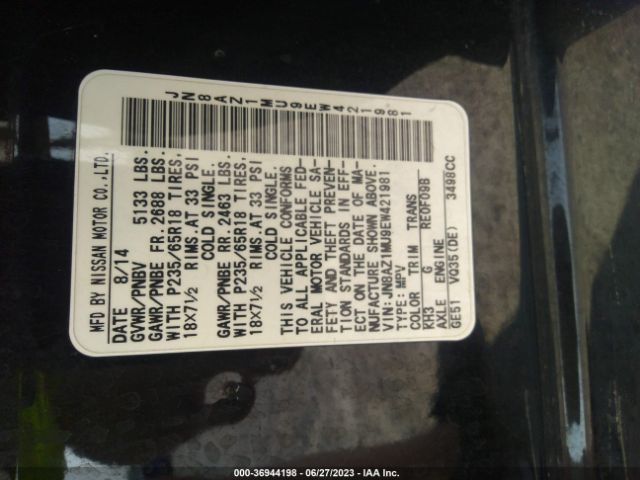 JN8AZ1MU9EW421981
MFD BY NISSAN MOTOR CO.,LTD.
DATE 8/14
GVWR/PNBV 5133 LBS.
GAWR/PNBE FR. 2688 LBS.
WITH P235/65R18 TIRES.
18X7½ RIMS AT 33 PSI
COLD SINGLE.
GAWR/PNBE RR. 2463 LBS.
WITH P235/65R18 TIRES.
18X7½ RIMS AT 33 PSI
COLD SINGLE.
THIS VEHICLE CONFORMS
TO ALL APPLICABLE FED-
ERAL MOTOR VEHICLE SA-
FETY AND THEFT PREVEN-
TION STANDARDS IN EFF-
ECT ON THE DATE OF MA-
NUFACTURE SHOWN ABOVE.
VIN:JN8AZ1MU9EW421981
TYPE: MPV
COLOR TRIM TRANS
KH3 G RE0F09B
AXLE ENGINE
GE51 VQ35(DE) 3498CC
000-36944198 - 06/27/2023 - IAA Inc.